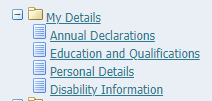 My Details
Annual Declarations
Education and Qualifications
Personal Details
Disability Information